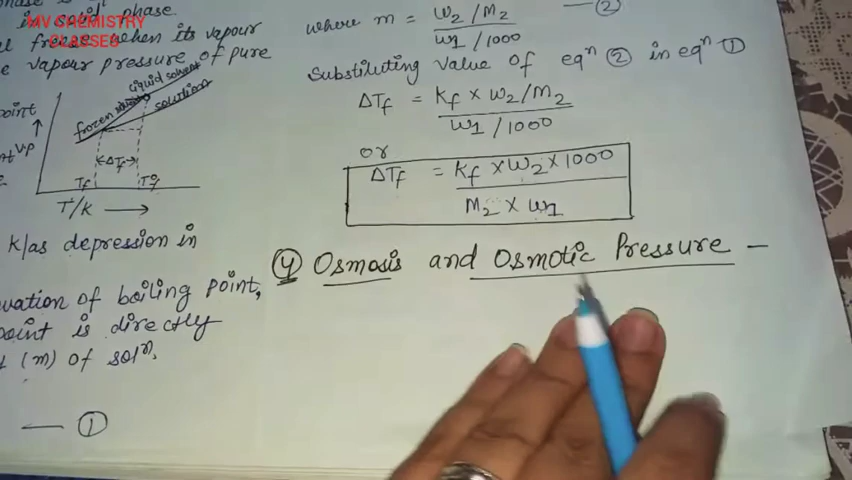 MV CHEMISTRY
CLASSES
phase.
freeze when its vapour
vapour pressure of pure
point
VP
frozen
liquid solvent
solution
ΔTf
Tf
T°f
T/K
k/as depression in
evation of boiling point,
point is directly
(m) of solⁿ.
①
where m = w2/M2 / w1/1000 — ②
Substituting value of eqⁿ ② in eqⁿ ①
ΔTf = Kf × w2/M2 / w1/1000
or
ΔTf = Kf × w2 × 1000 / M2 × w1
④ Osmosis and Osmotic Pressure —